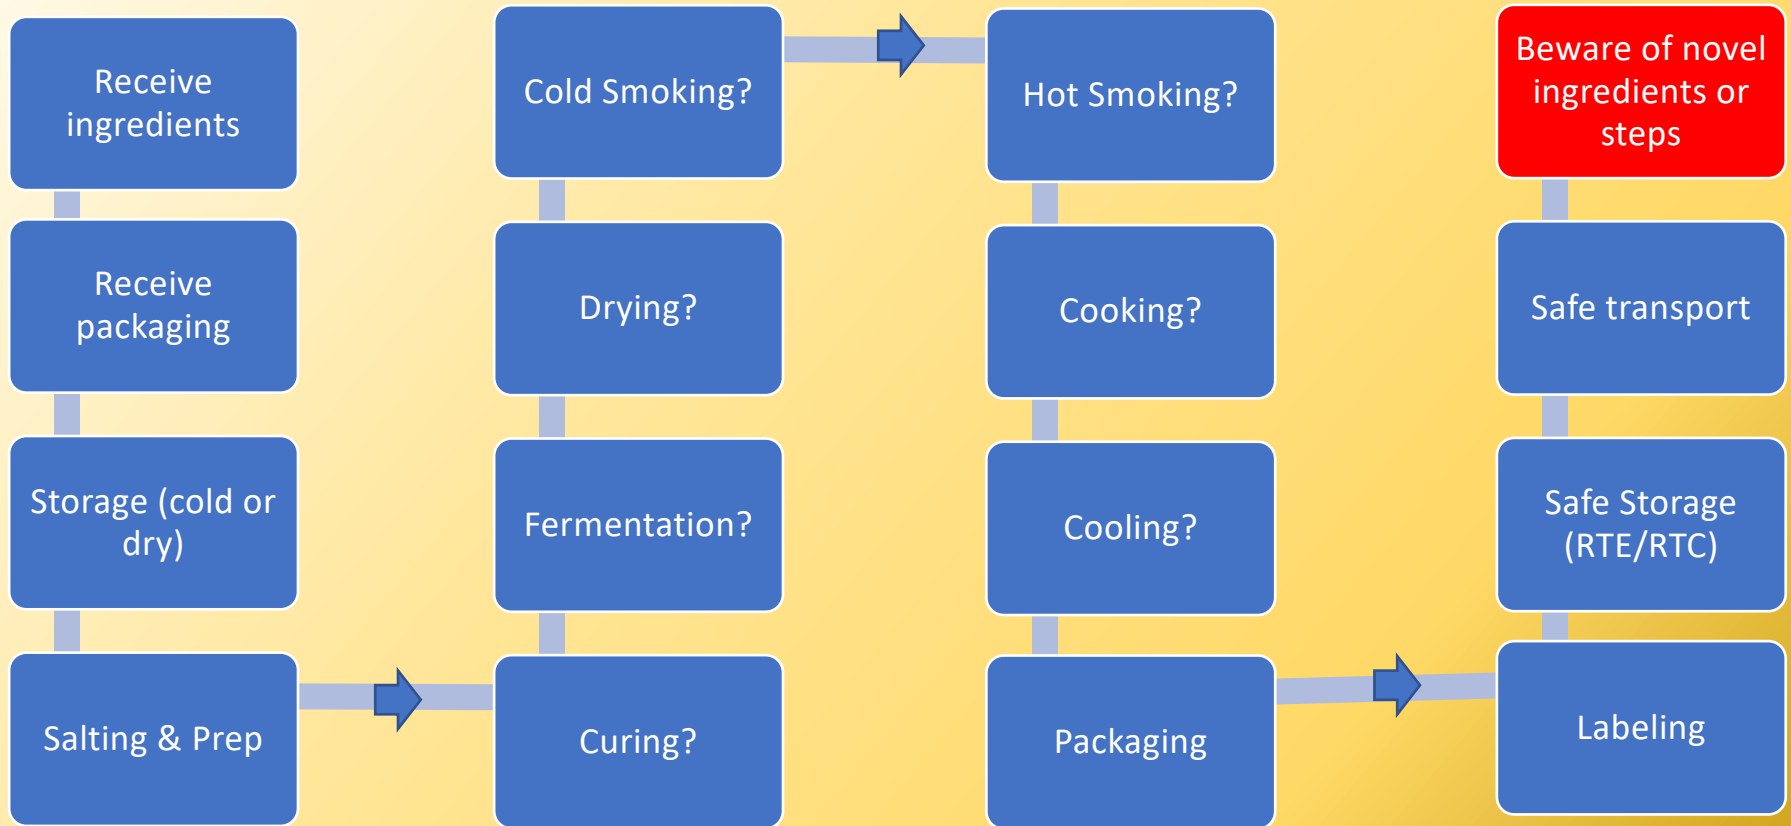 Receive
ingredients
Receive
packaging
Storage (cold or
dry)
Salting & Prep
Curing?
Fermentation?
Drying?
Cold Smoking?
Hot Smoking?
Cooking?
Cooling?
Packaging
Labeling
Safe Storage
(RTE/RTC)
Safe transport
Beware of novel
ingredients or
steps